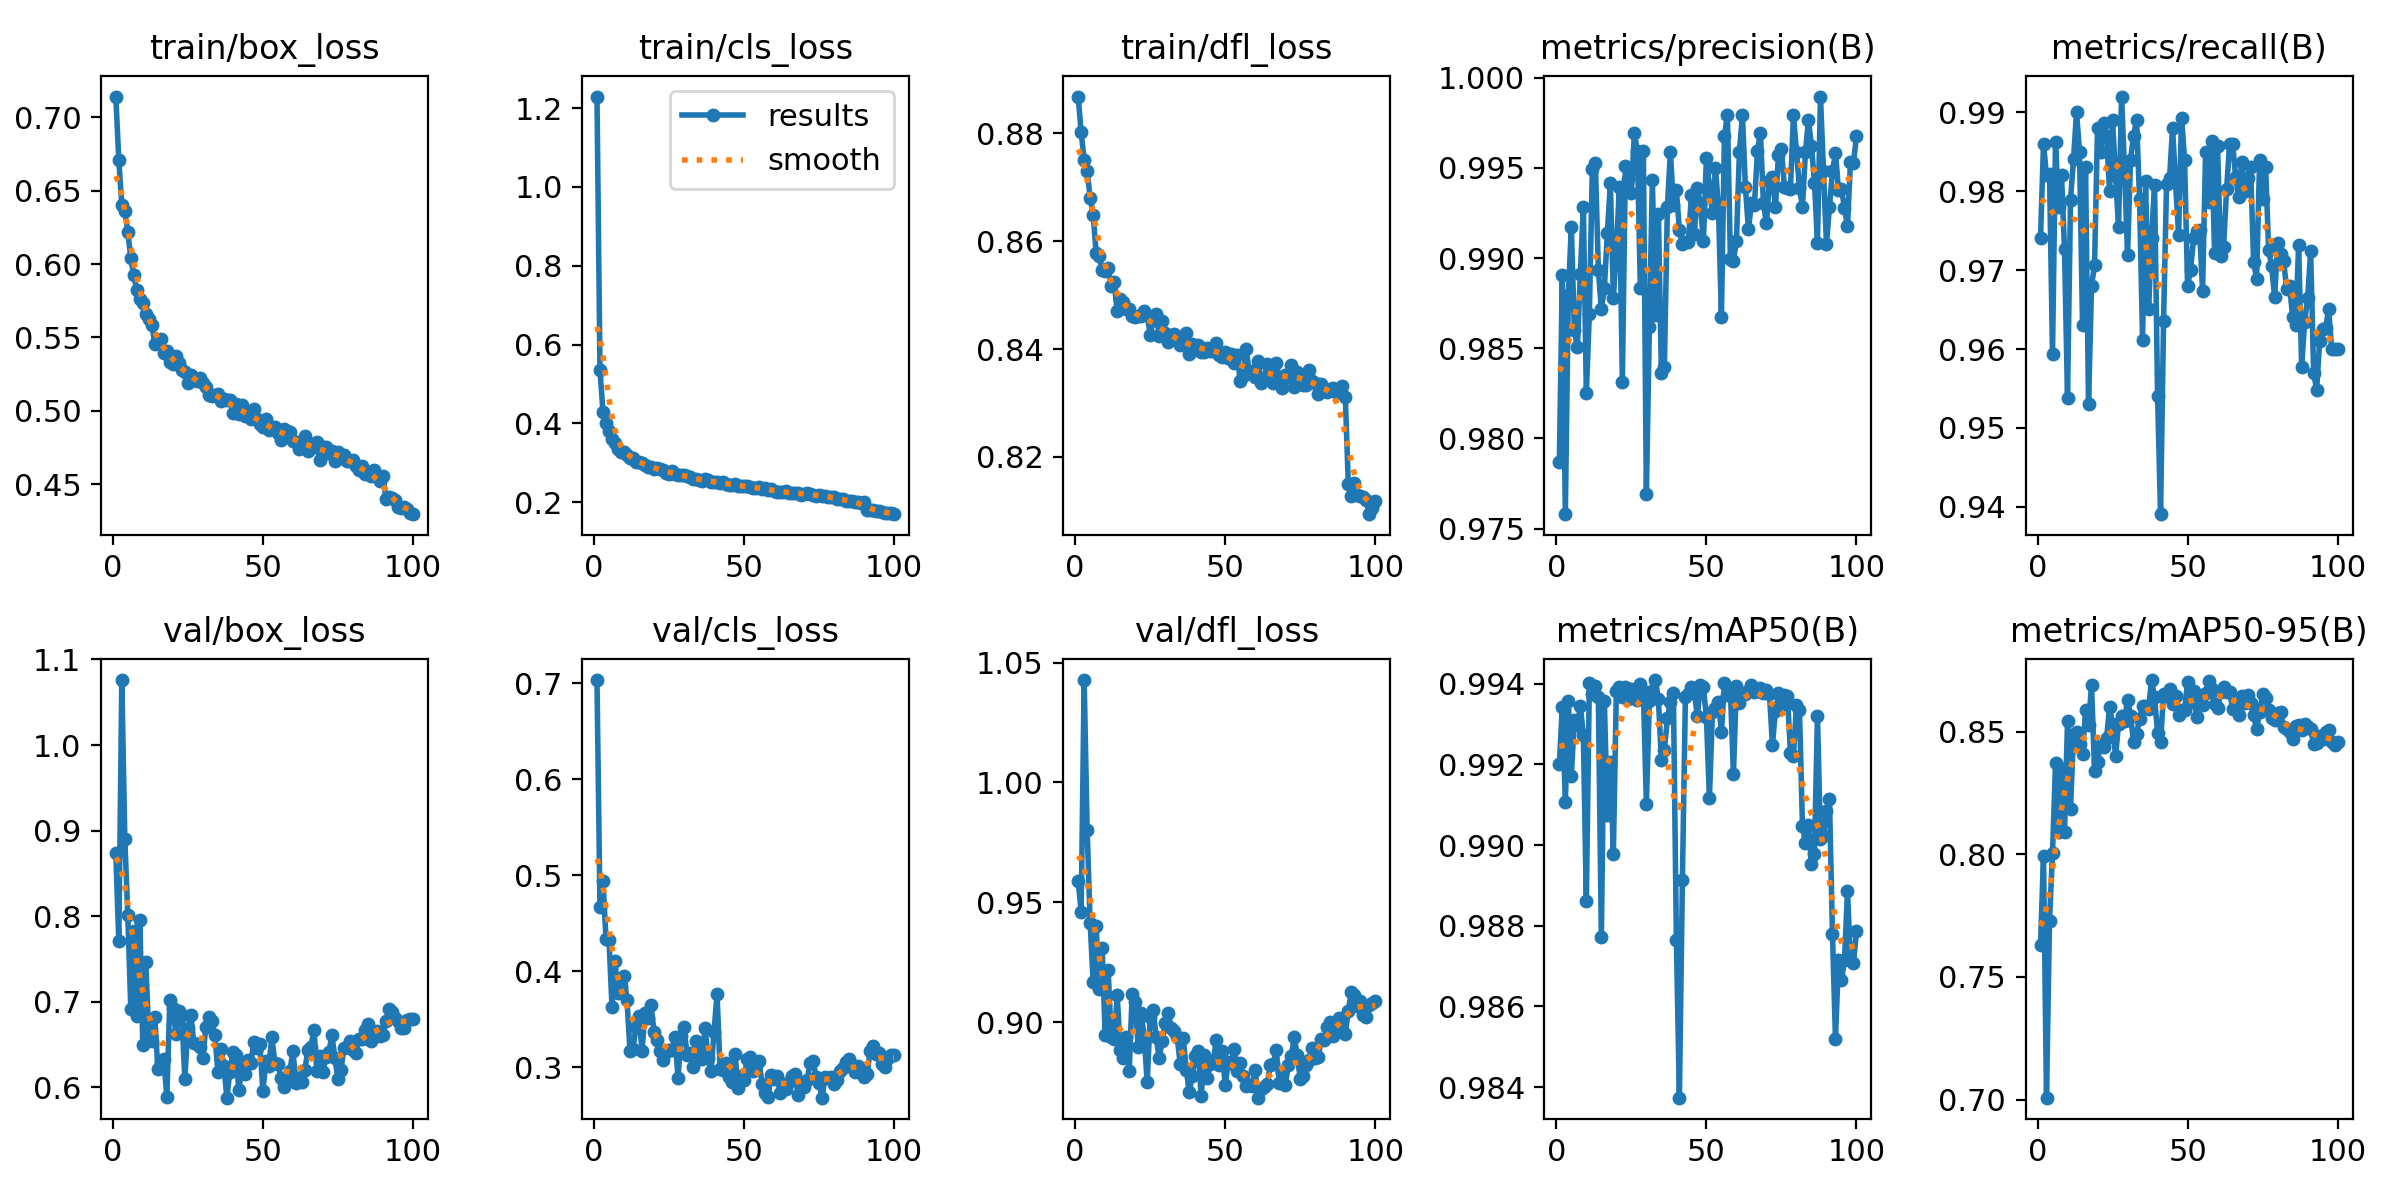 train/box_loss
0.70
0.65
0.60
0.55
0.50
0.45
0 50 100
train/cls_loss
results
smooth
1.2
1.0
0.8
0.6
0.4
0.2
0 50 100
train/dfl_loss
0.88
0.86
0.84
0.82
0 50 100
metrics/precision(B)
1.000
0.995
0.990
0.985
0.980
0.975
0 50 100
metrics/recall(B)
0.99
0.98
0.97
0.96
0.95
0.94
0 50 100
val/box_loss
1.1
1.0
0.9
0.8
0.7
0.6
0 50 100
val/cls_loss
0.7
0.6
0.5
0.4
0.3
0 50 100
val/dfl_loss
1.05
1.00
0.95
0.90
0 50 100
metrics/mAP50(B)
0.994
0.992
0.990
0.988
0.986
0.984
0 50 100
metrics/mAP50-95(B)
0.85
0.80
0.75
0.70
0 50 100